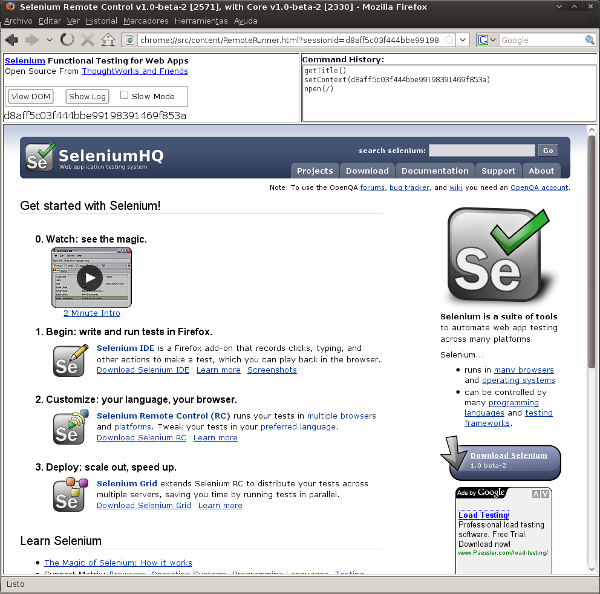 Selenium Remote Control v1.0-beta-2 [2571], with Core v1.0-beta-2 [2330] - Mozilla Firefox
Archivo Editar Ver Historial Marcadores Herramientas Ayuda
chrome://src/content/RemoteRunner.html?sessionId=d8aff5c03f444bbe99198
Google
Selenium Functional Testing for Web Apps
Open Source From ThoughtWorks and Friends
View DOM Show Log Slow Mode
d8aff5c03f444bbe99198391469f853a
Command History:
getTitle()
setContext(d8aff5c03f444bbe99198391469f853a)
open(/)
Se SeleniumHQ
Web application testing system
search selenium: Go
Projects Download Documentation Support About
Note: To use the OpenQA forums, bug tracker, and wiki you need an OpenQA account.
Get started with Selenium!
0. Watch: see the magic.
2 Minute Intro
1. Begin: write and run tests in Firefox.
Se
Selenium IDE is a Firefox add-on that records clicks, typing, and
other actions to make a test, which you can play back in the browser.
Download Selenium IDE Learn more Screenshots
2. Customize: your language, your browser.
Se
Selenium Remote Control (RC) runs your tests in multiple browsers
and platforms. Tweak your tests in your preferred language.
Download Selenium RC Learn more
3. Deploy: scale out, speed up.
Se
Selenium Grid extends Selenium RC to distribute your tests across
multiple servers, saving you time by running tests in parallel.
Download Selenium Grid Learn more
Learn Selenium
• The Magic of Selenium: How it works
Se
Selenium is a suite of tools
to automate web app testing
across many platforms.
Selenium...
• runs in many browsers
and operating systems
• can be controlled by
many programming
languages and testing
frameworks.
Download Selenium
1.0 beta-2
Ads by Google
Load Testing
Professional load testing
software. Free Trial.
Download now!
www.Paessler.com/load-testing/
Listo